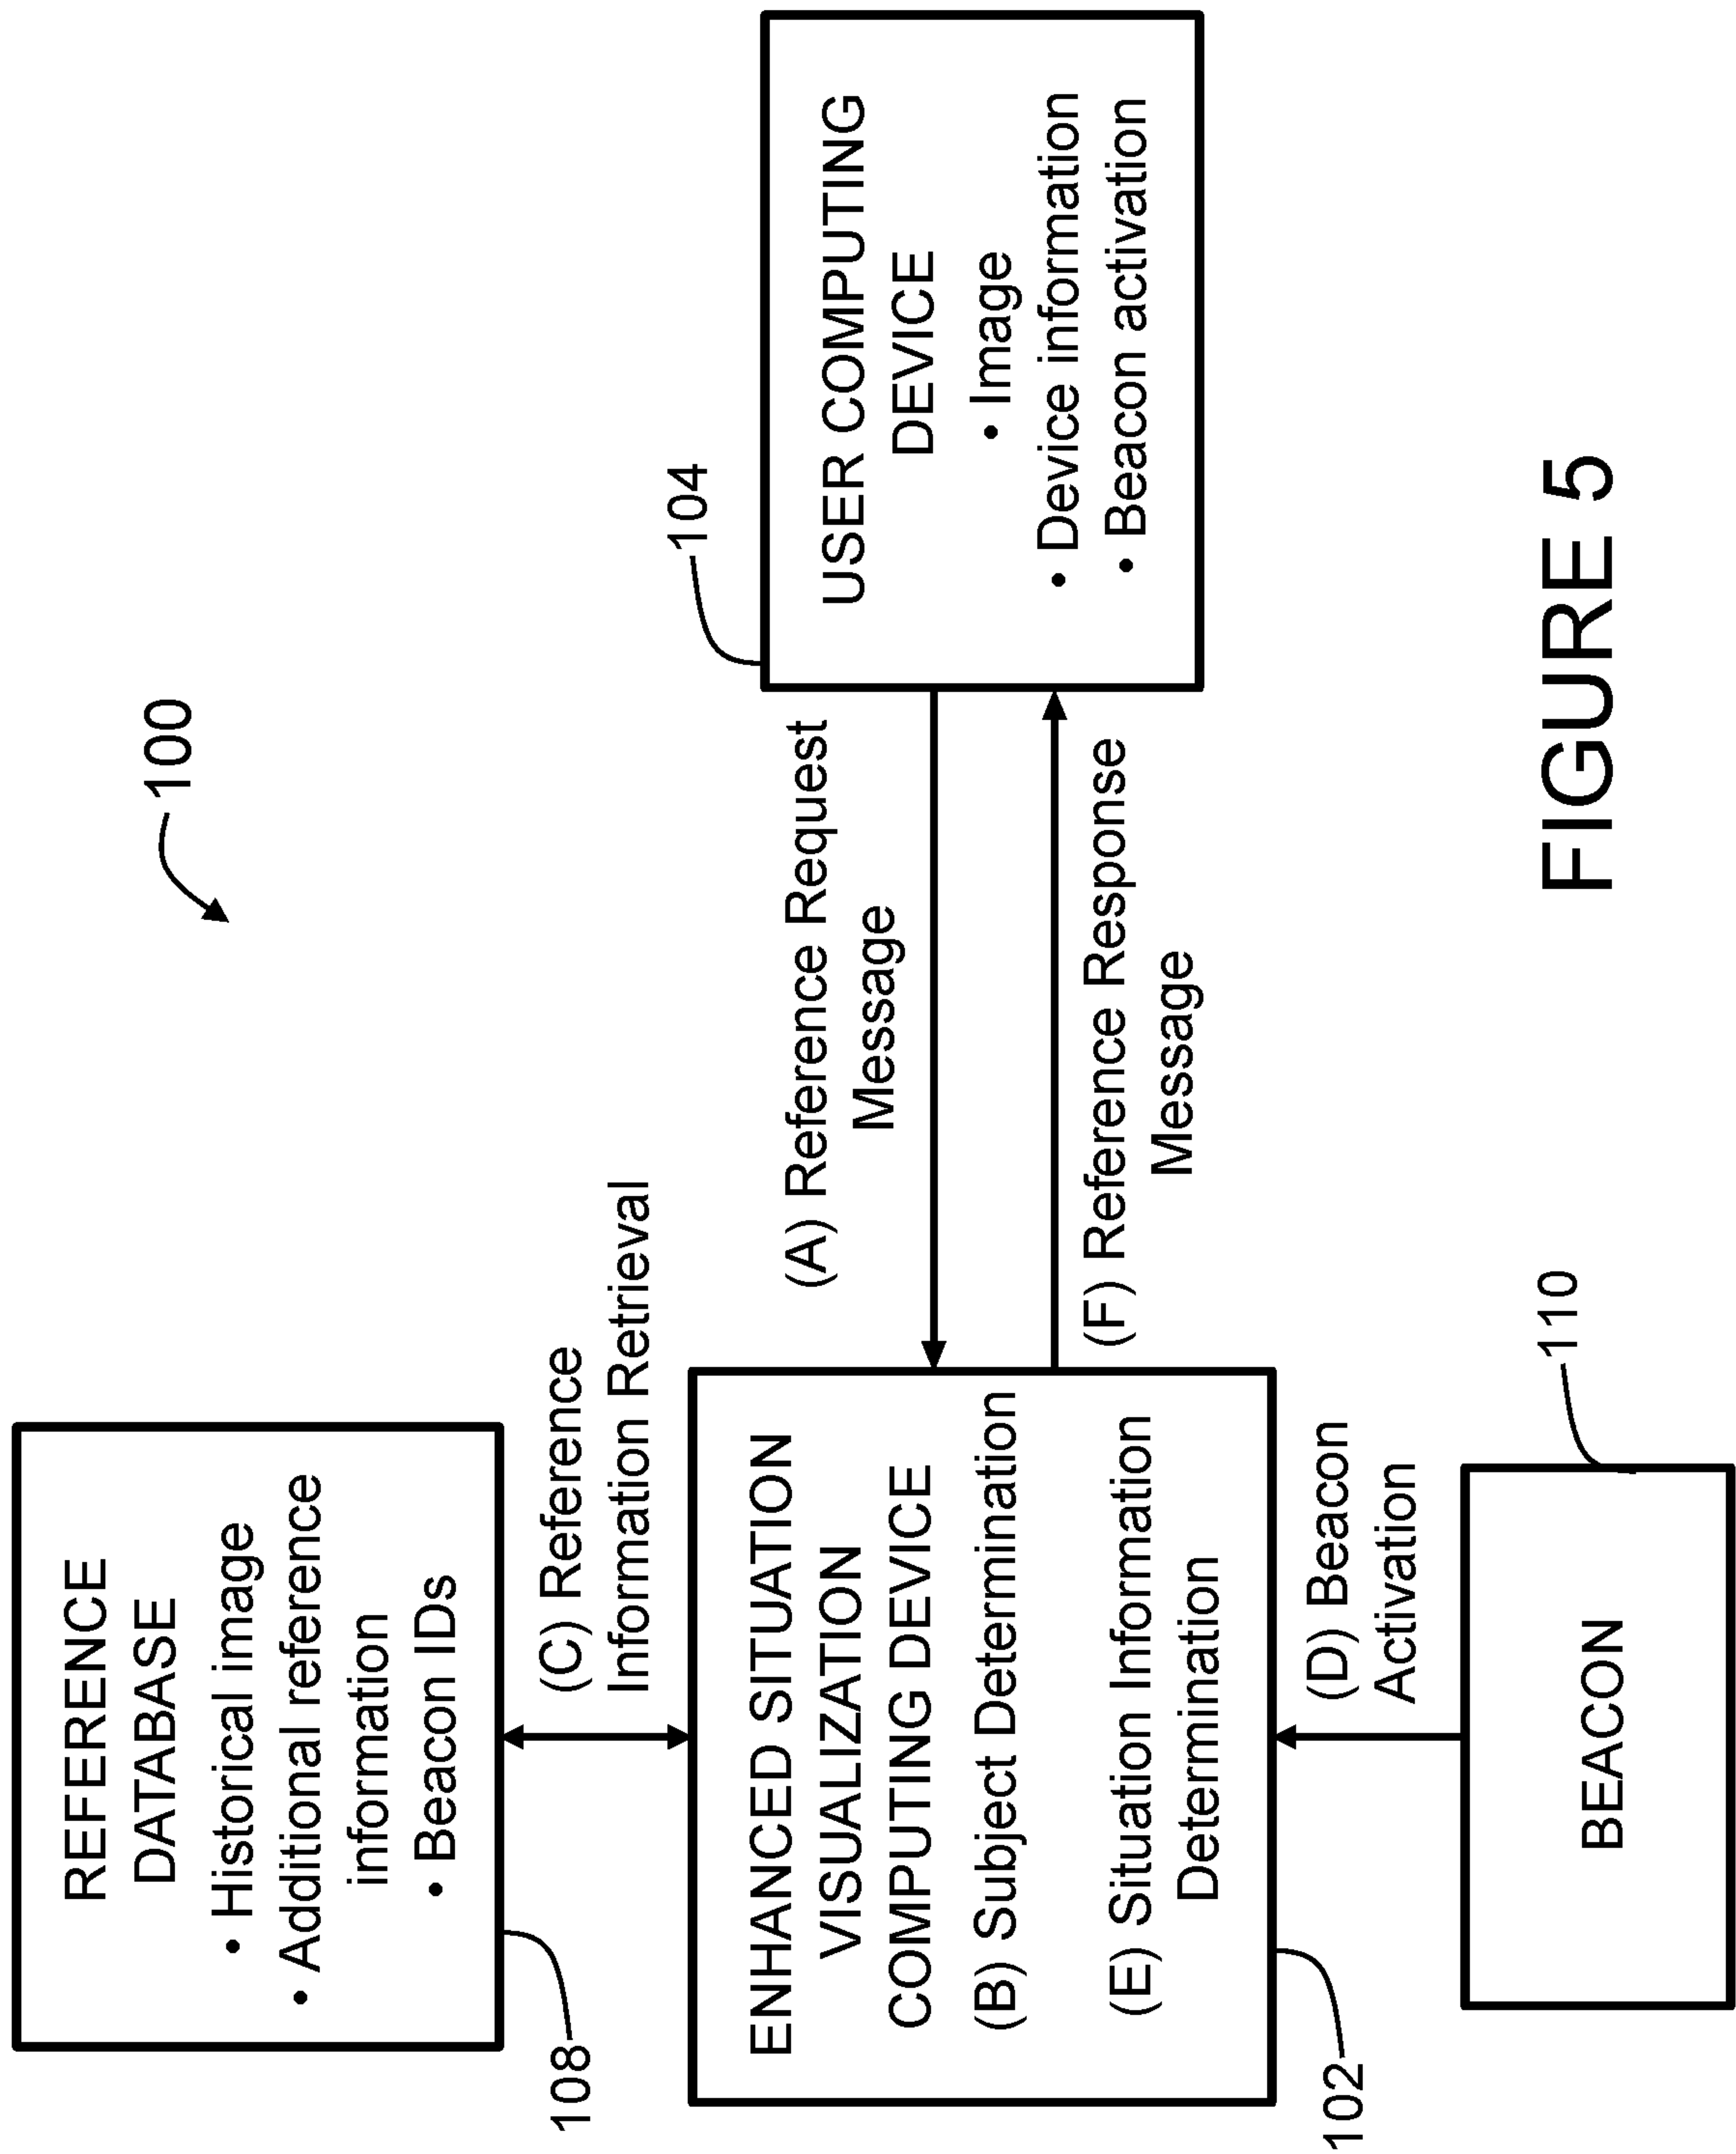 100
REFERENCE
DATABASE
• Historical image
• Additional reference
information
• Beacon IDs
108
(C) Reference
Information Retrieval
ENHANCED SITUATION
VISUALIZATION
COMPUTING DEVICE
(B) Subject Determination
(E) Situation Information
Determination
102
(A) Reference Request
Message
(F) Reference Response
Message
104
USER COMPUTING
DEVICE
• Image
• Device information
• Beacon activation
(D) Beacon
Activation
110
BEACON
FIGURE 5